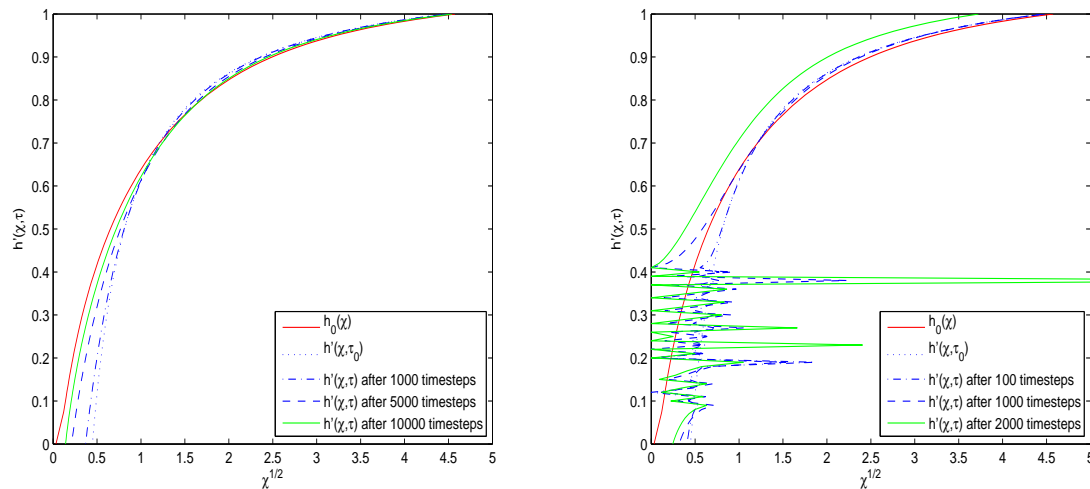 1
0.9
0.8
0.7
0.6
0.5
0.4
0.3
0.2
0.1
0
h'(χ,τ)
0 0.5 1 1.5 2 2.5 3 3.5 4 4.5 5
χ^{1/2}
h_0(χ)
h'(χ,τ_0)
h'(χ,τ) after 1000 timesteps
h'(χ,τ) after 5000 timesteps
h'(χ,τ) after 10000 timesteps
1
0.9
0.8
0.7
0.6
0.5
0.4
0.3
0.2
0.1
0
h'(χ,τ)
0 0.5 1 1.5 2 2.5 3 3.5 4 4.5 5
χ^{1/2}
h_0(χ)
h'(χ,τ_0)
h'(χ,τ) after 100 timesteps
h'(χ,τ) after 1000 timesteps
h'(χ,τ) after 2000 timesteps